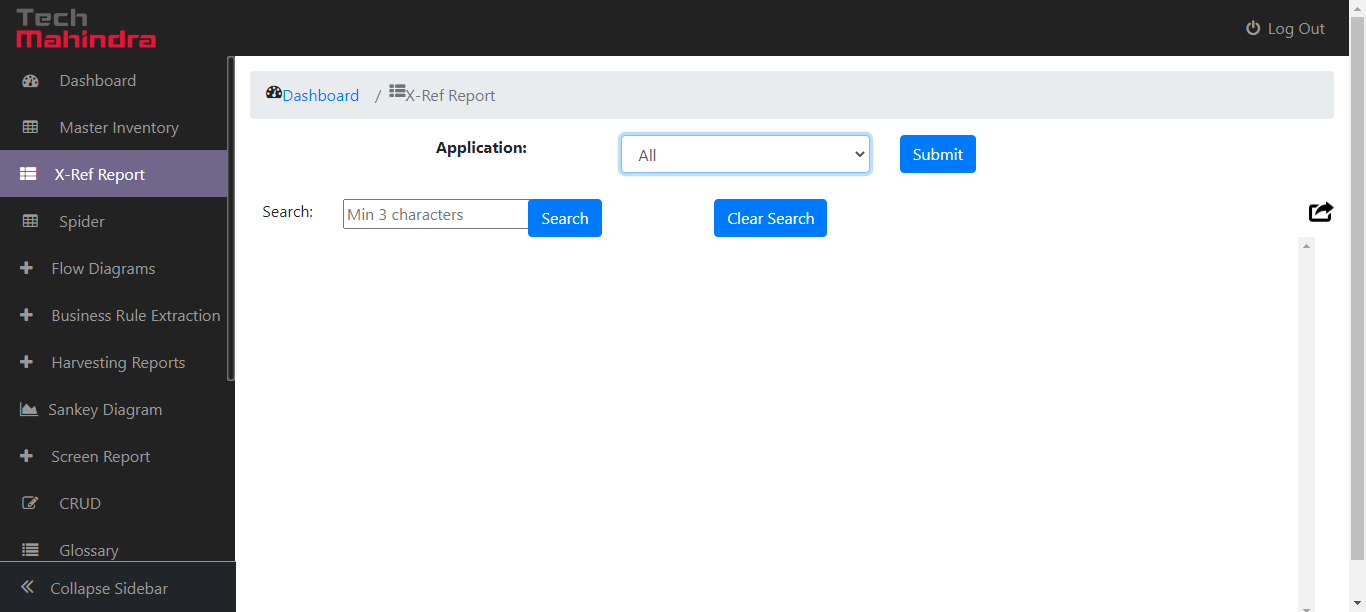 Tech
Mahindra
Log Out
Dashboard
Master Inventory
X-Ref Report
Spider
Flow Diagrams
Business Rule Extraction
Harvesting Reports
Sankey Diagram
Screen Report
CRUD
Glossary
Collapse Sidebar
Dashboard / X-Ref Report
Application: All Submit
Search: Min 3 characters Search Clear Search